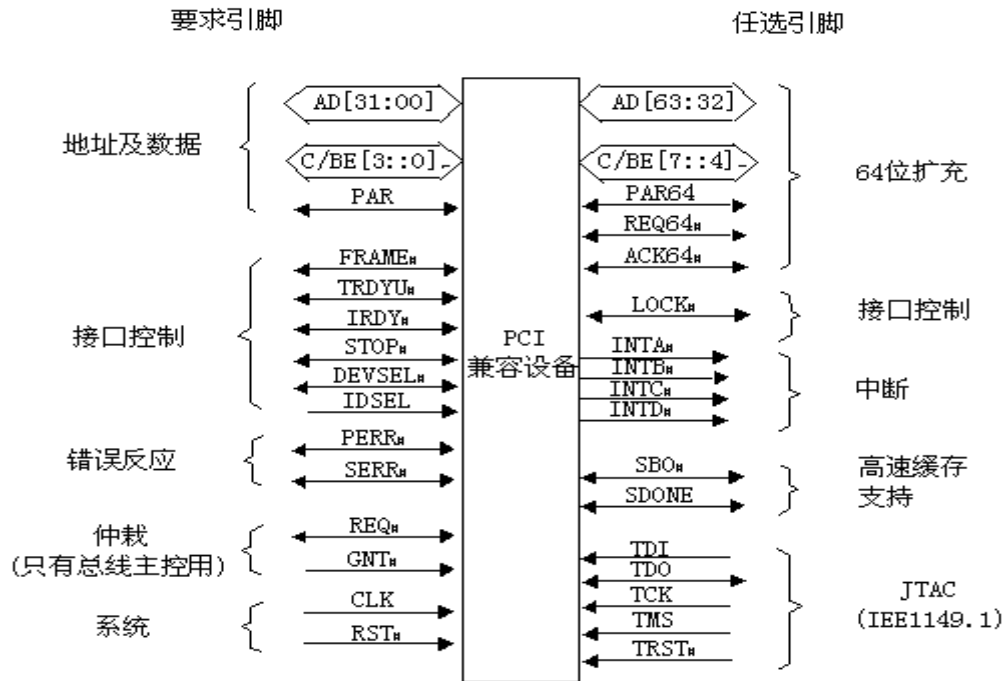 要求引脚
任选引脚
地址及数据
AD[31:00]
C/BE[3::0]
PAR
接口控制
FRAME#
TRDYU#
IRDY#
STOP#
DEVSEL#
IDSEL
错误反应
PERR#
SERR#
仲裁
(只有总线主控用)
REQ#
GNT#
系统
CLK
RST#
PCI
兼容设备
AD[63:32]
C/BE[7::4]
PAR64
REQ64#
ACK64#
64位扩充
LOCK#
接口控制
INTA#
INTB#
INTC#
INTD#
中断
SBO#
SDONE
高速缓存
支持
TDI
TDO
TCK
TMS
TRST#
JTAC
(IEE1149.1)